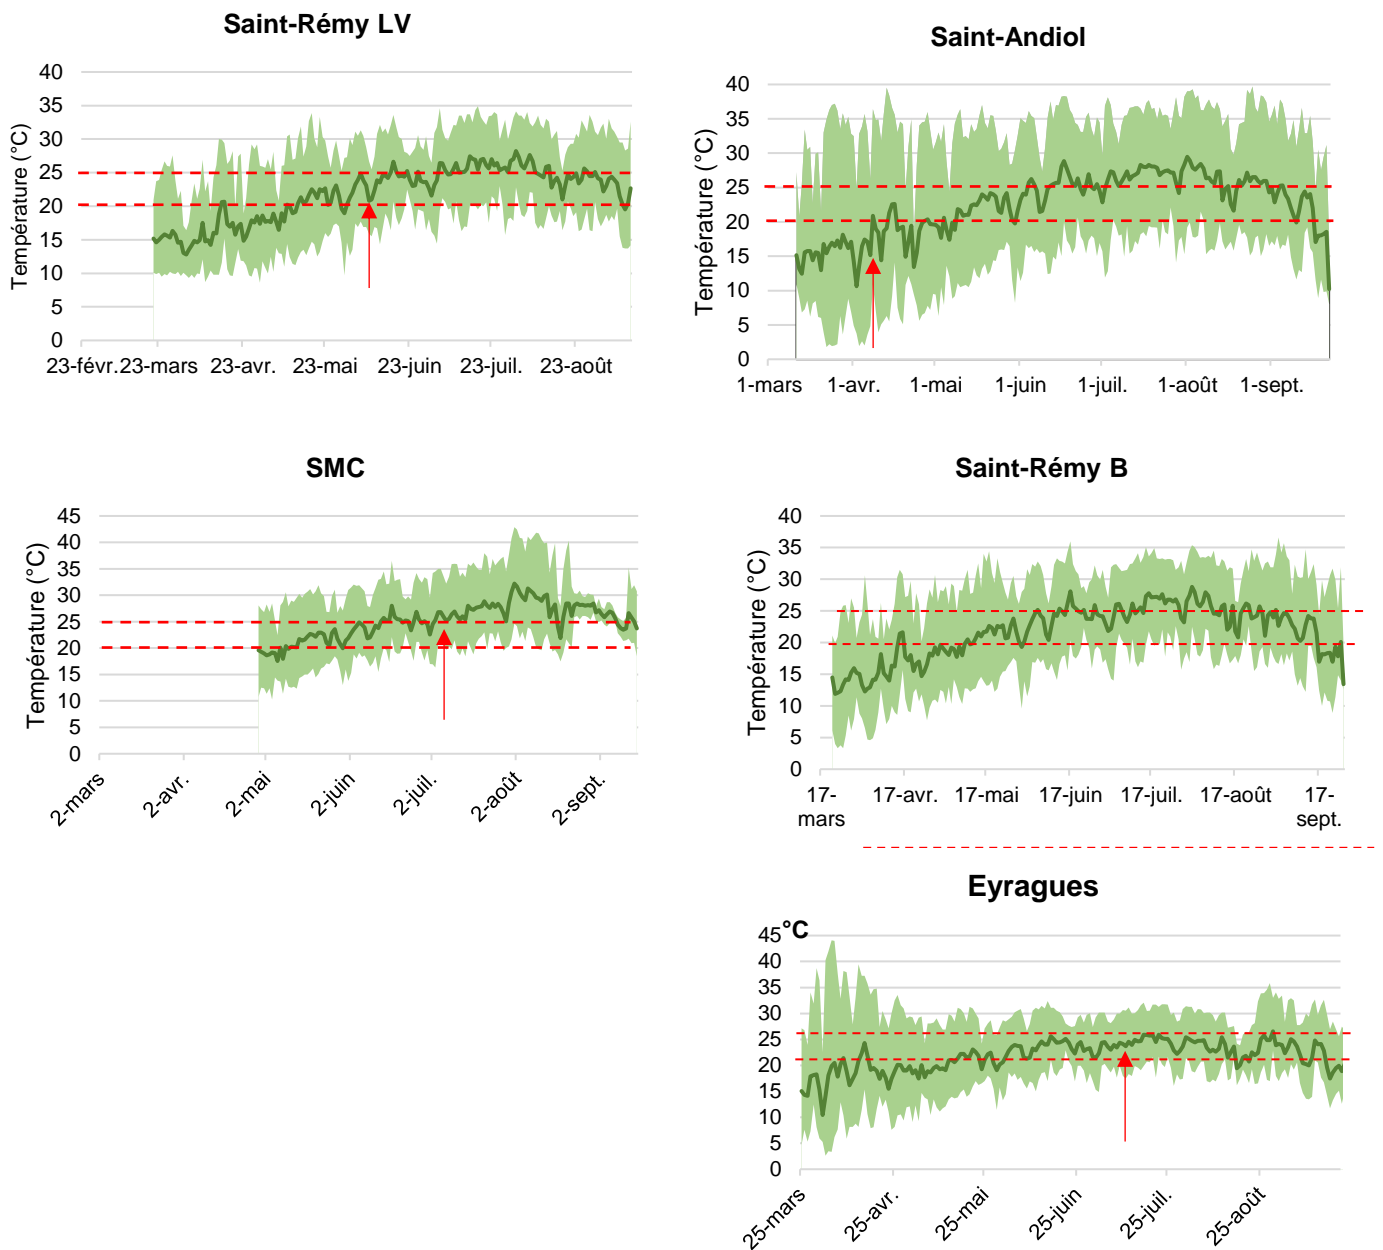 Saint-Rémy LV
Température (°C)
40
35
30
25
20
15
10
5
0
23-févr.
23-mars
23-avr.
23-mai
23-juin
23-juil.
23-août
Saint-Andiol
Température (°C)
40
35
30
25
20
15
10
5
0
1-mars
1-avr.
1-mai
1-juin
1-juil.
1-août
1-sept.
SMC
Température (°C)
45
40
35
30
25
20
15
10
5
0
2-mars
2-avr.
2-mai
2-juin
2-juil.
2-août
2-sept.
Saint-Rémy B
Température (°C)
40
35
30
25
20
15
10
5
0
17-
mars
17-avr.
17-mai
17-juin
17-juil.
17-août
17-
sept.
Eyragues
°C
45
40
35
30
25
20
15
10
5
0
25-mars
25-avr.
25-mai
25-juin
25-juil.
25-août